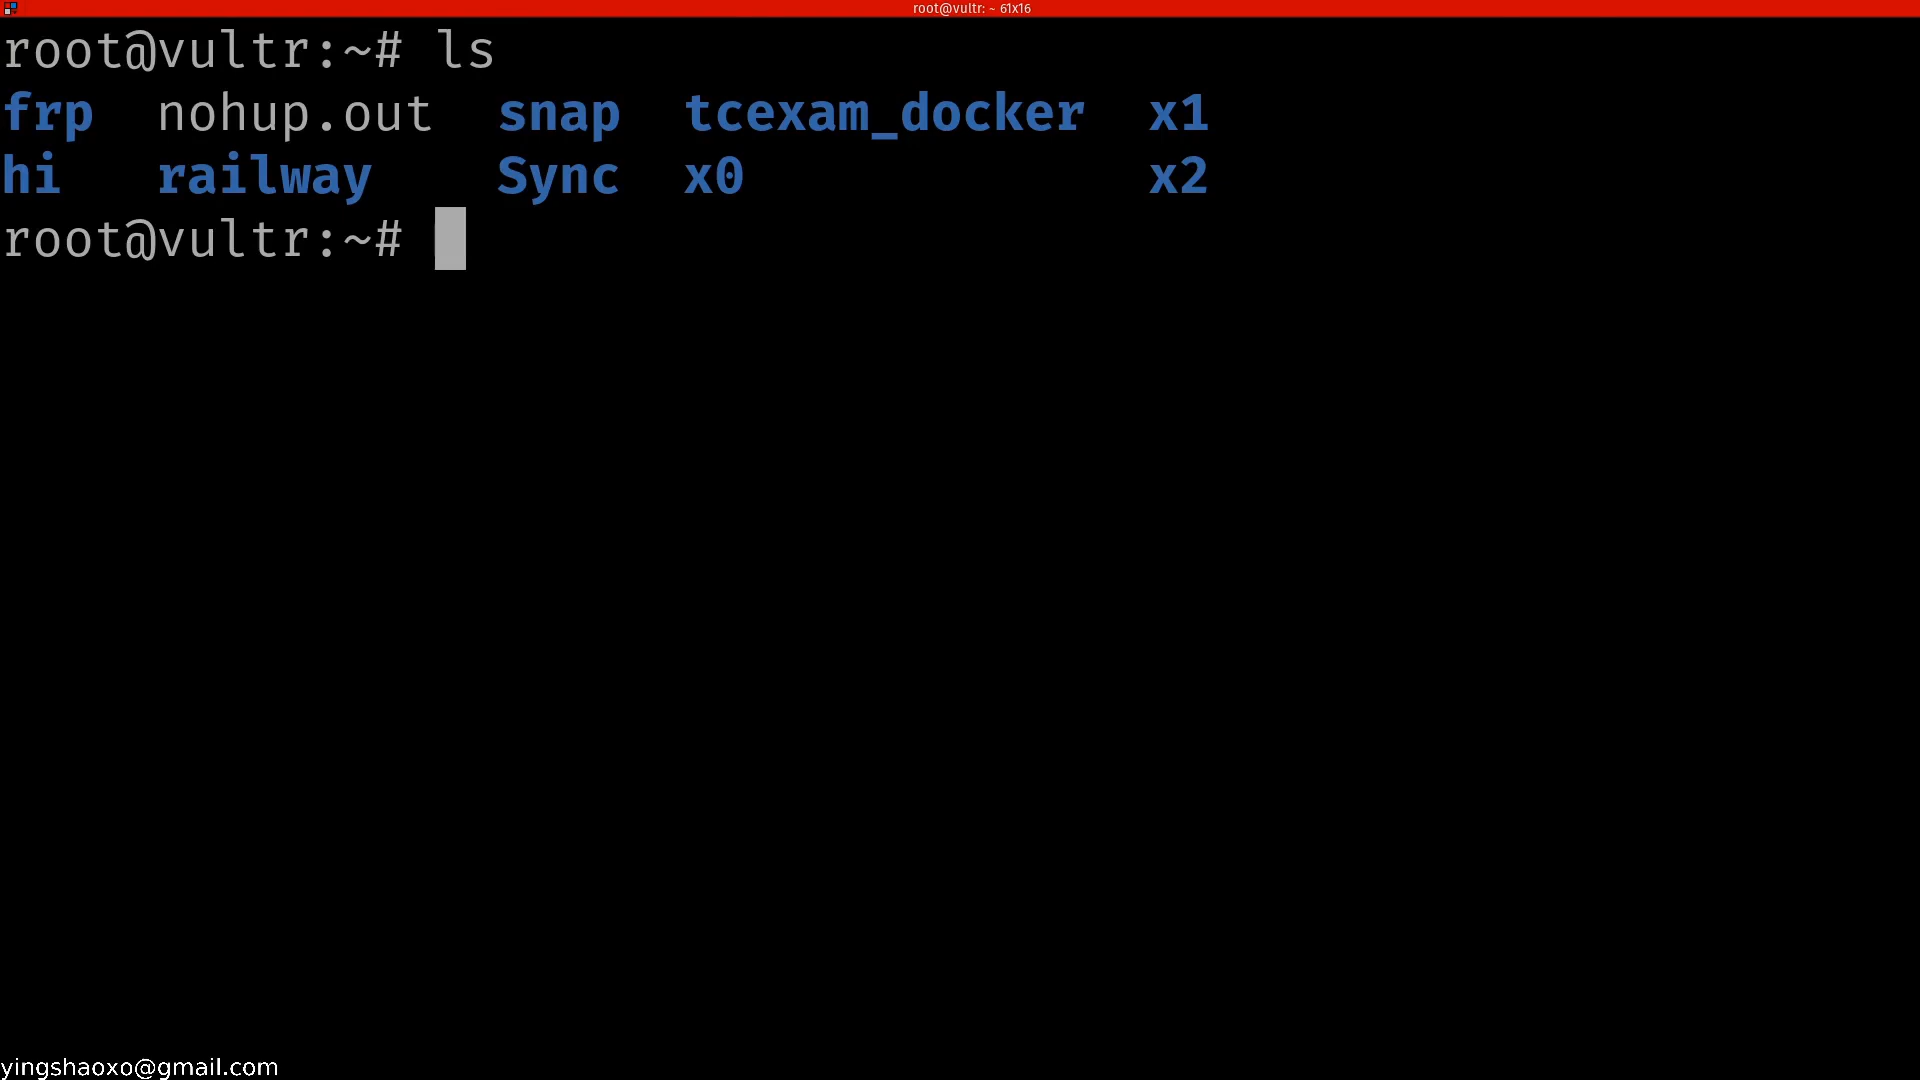 root@vultr: ~ 61x16
root@vultr:~# ls
frp  nohup.out  snap  tcexam_docker  x1
hi   railway    Sync  x0             x2
root@vultr:~#
yingshaoxo@gmail.com